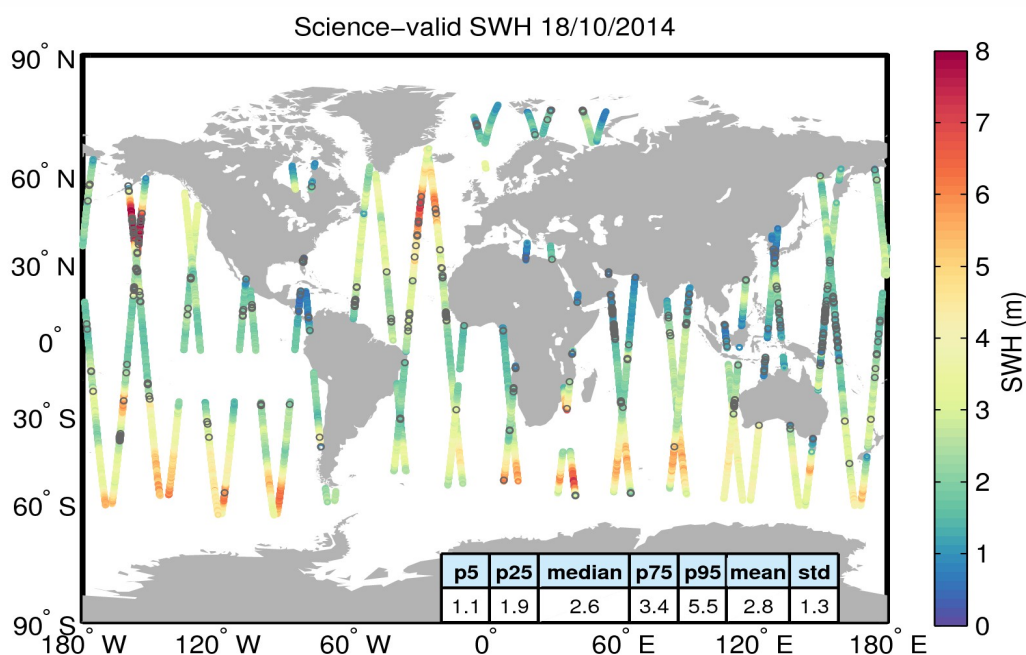 Science−valid SWH 18/10/2014
90° N
60° N
30° N
0°
30° S
60° S
90° S
180° W
120° W
60° W
0°
60° E
120° E
180° E
p5 p25 median p75 p95 mean std
1.1 1.9 2.6 3.4 5.5 2.8 1.3
8
7
6
5
4
3
2
1
0
SWH (m)